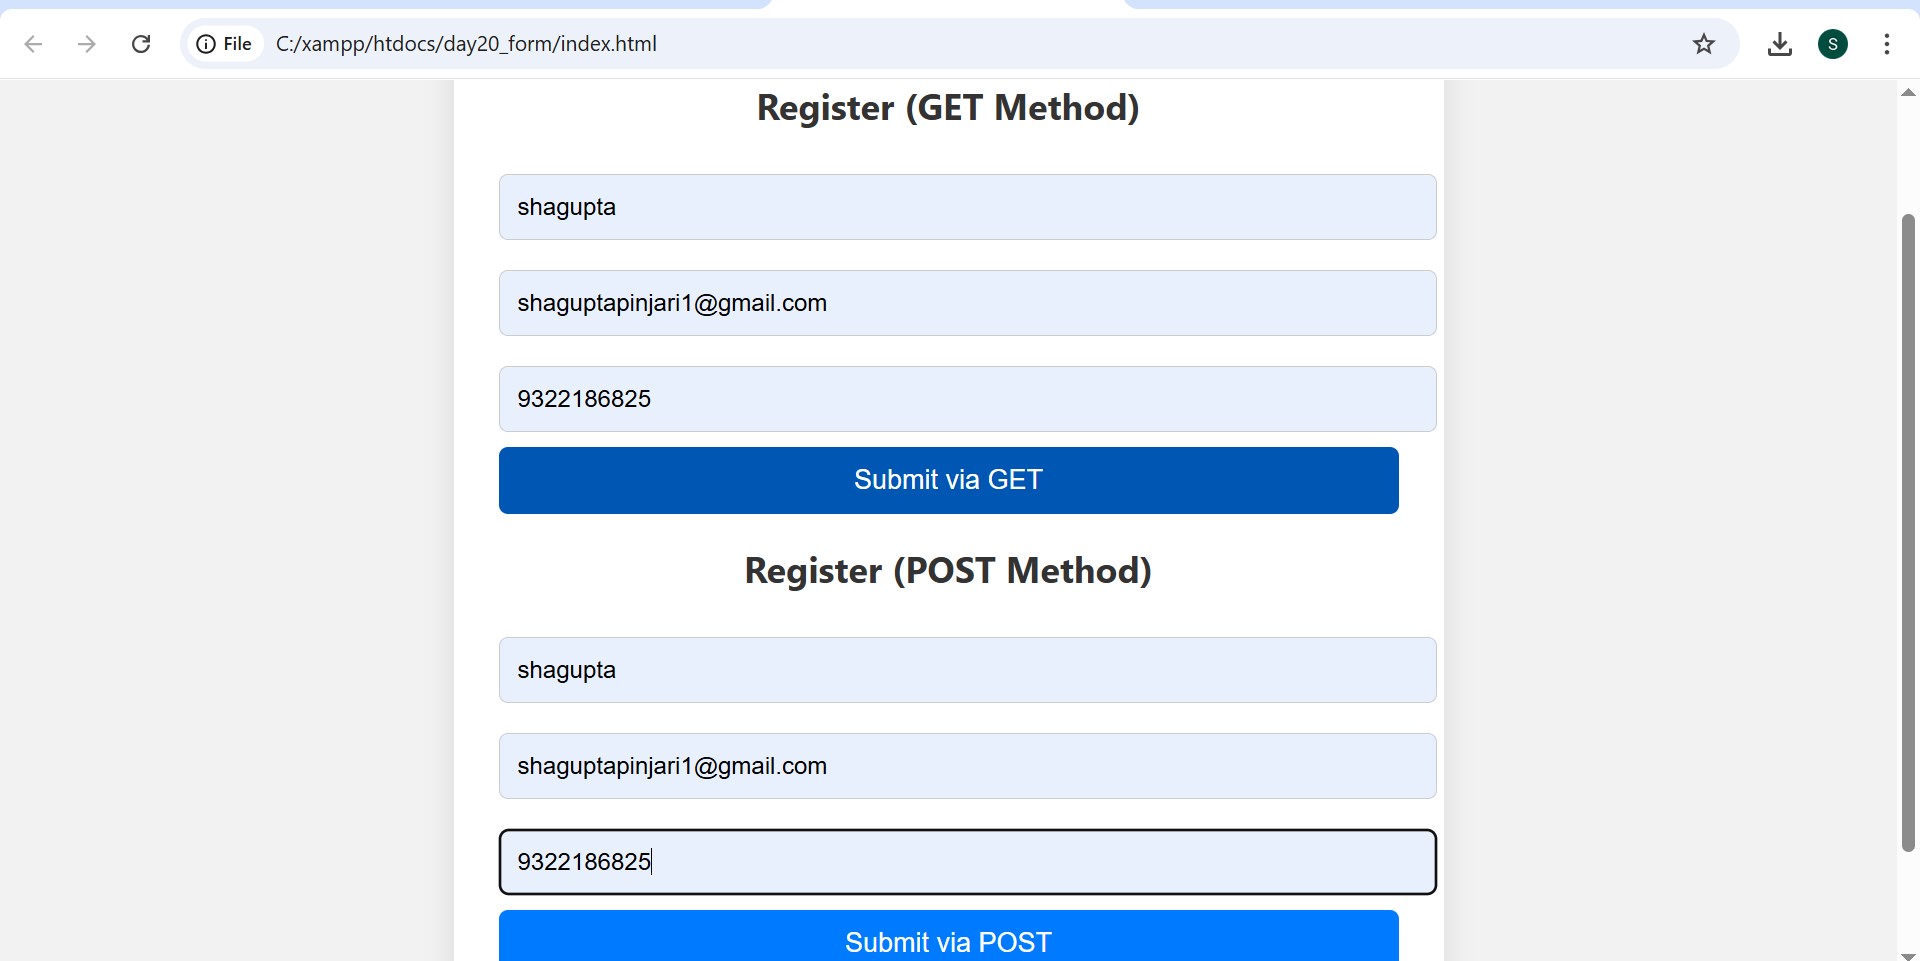 File C:/xampp/htdocs/day20_form/index.html S
Register (GET Method)
shagupta
shaguptapinjari1@gmail.com
9322186825
Submit via GET
Register (POST Method)
shagupta
shaguptapinjari1@gmail.com
9322186825
Submit via POST